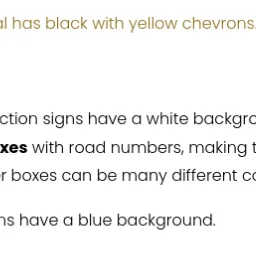 al has black with yellow chevrons.
ction signs have a white backgro
xes with road numbers, making t
r boxes can be many different co
ns have a blue background.